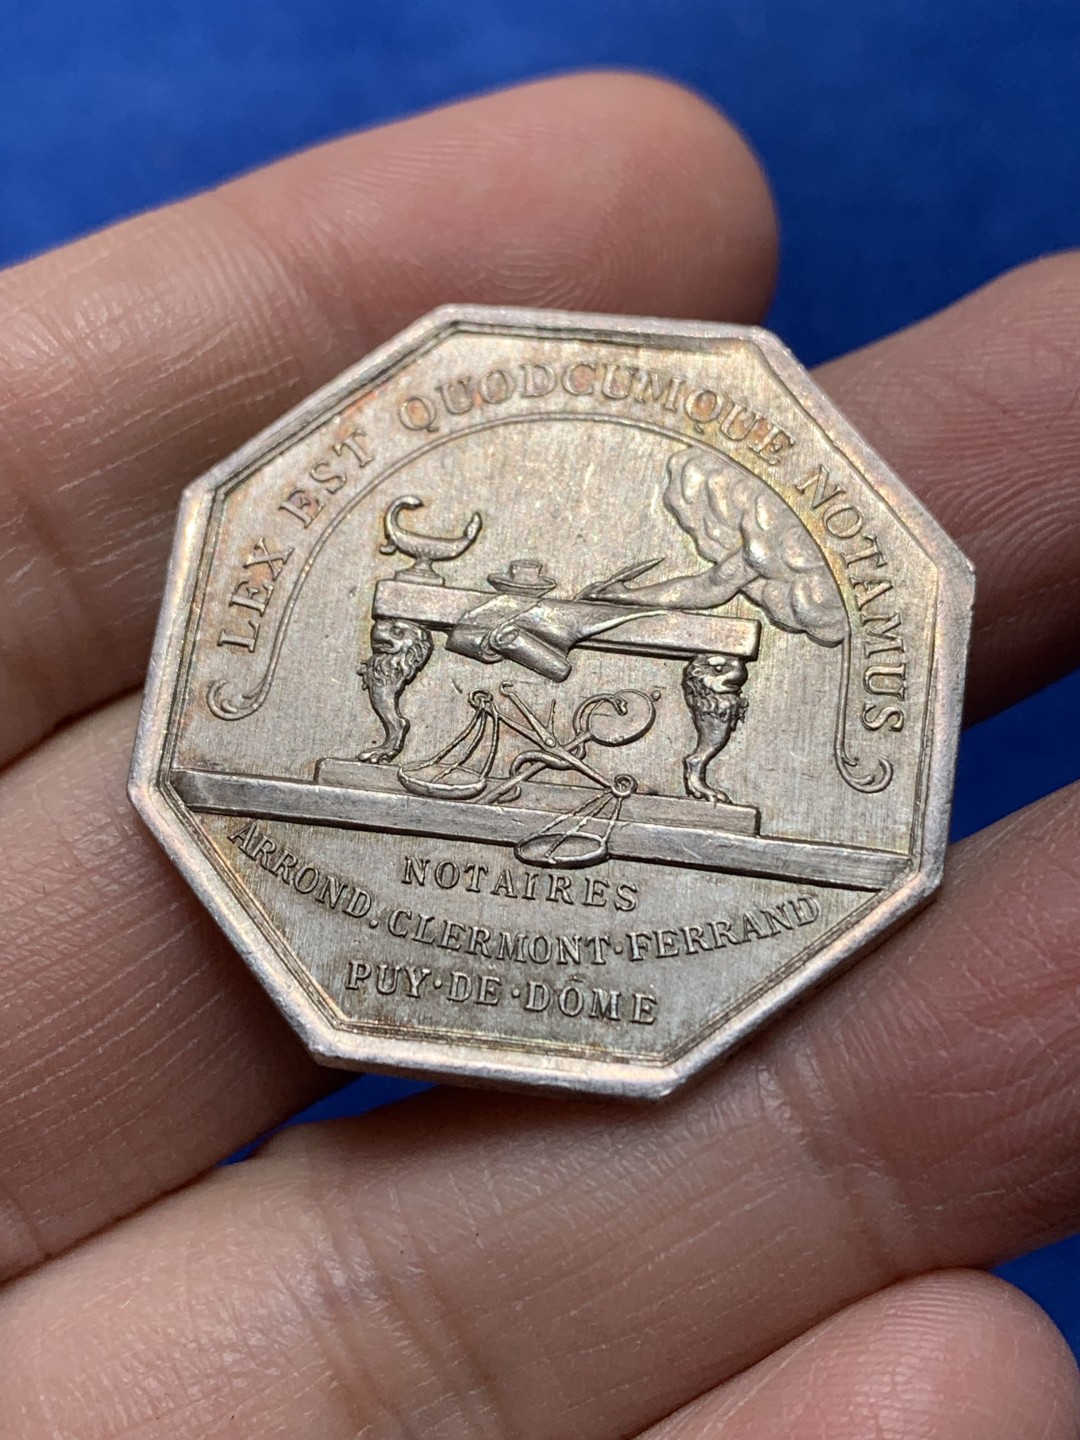 LEX EST QUODCUMQUE NOTAMUS
NOTAIRES
ARROND. CLERMONT·FERRAND
PUY·DE·DÔME